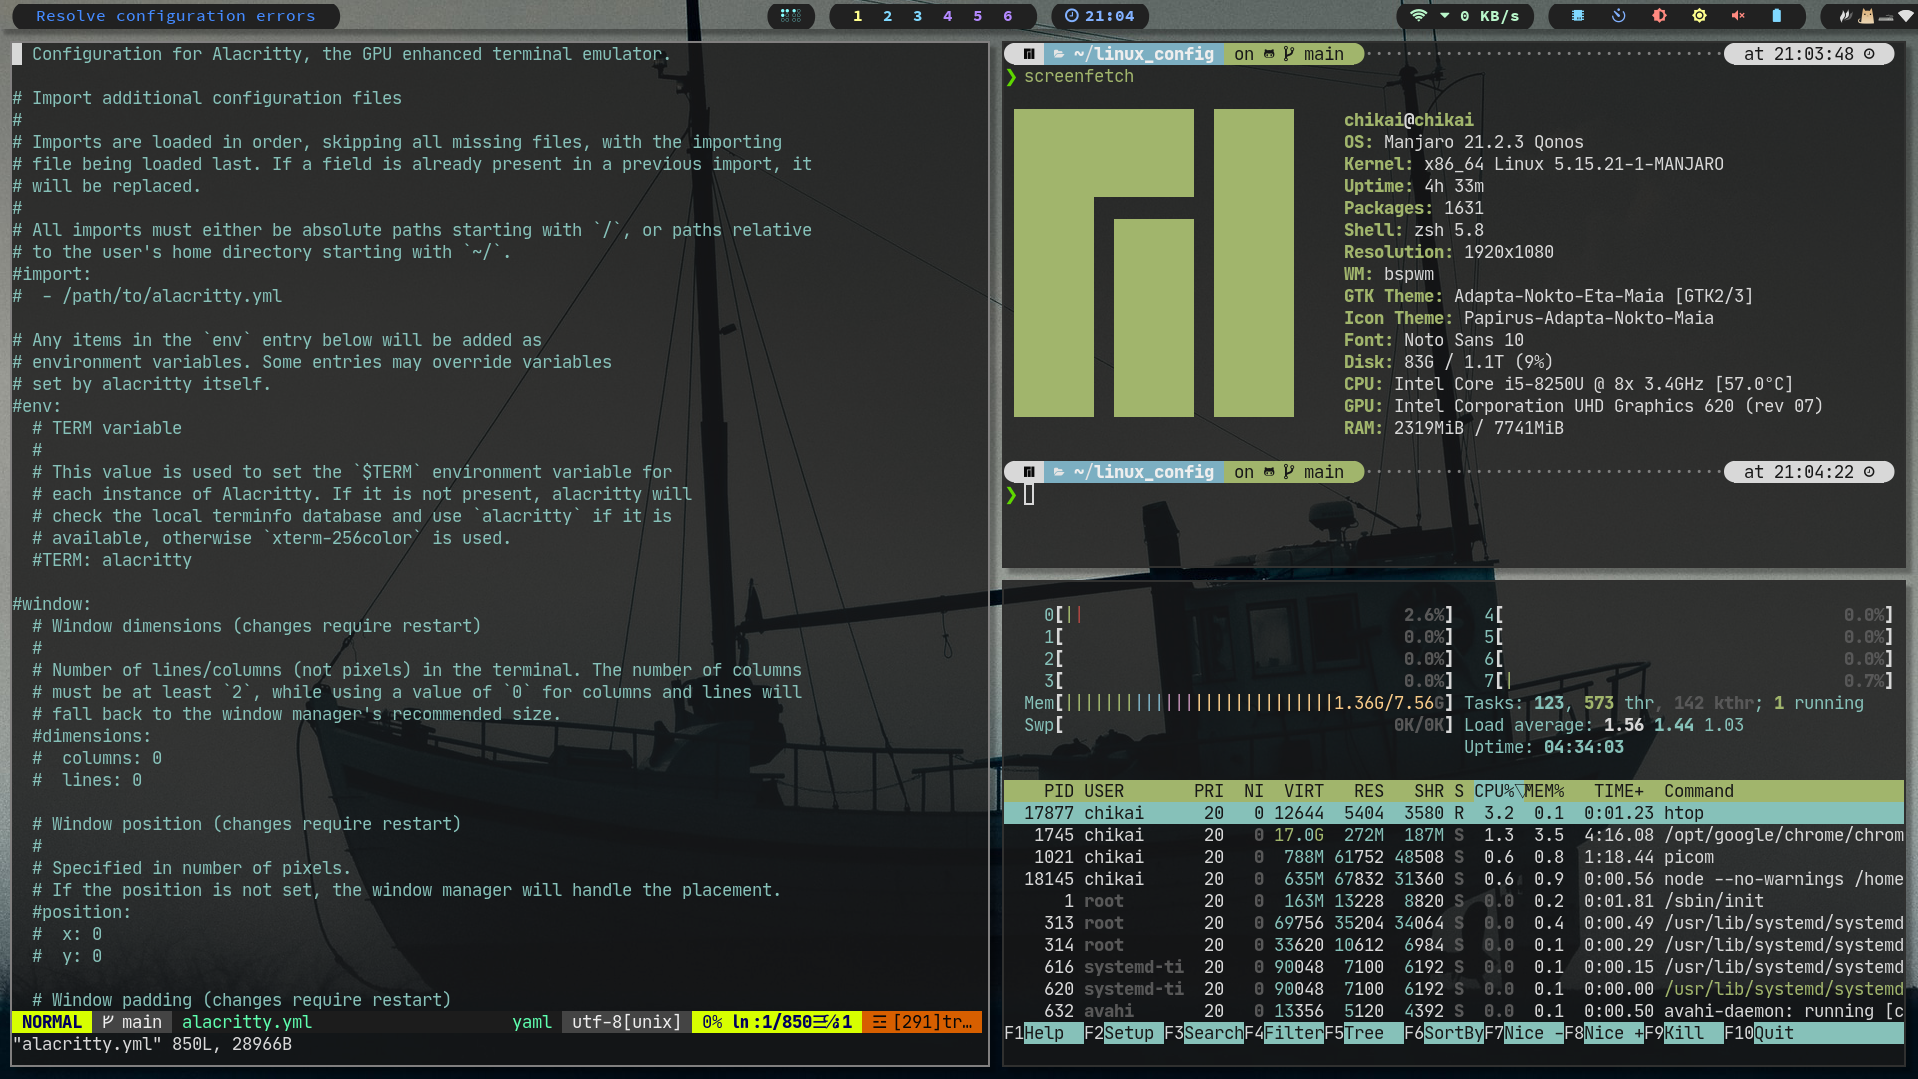 Resolve configuration errors
1 2 3 4 5 6
21:04
0 KB/s
Configuration for Alacritty, the GPU enhanced terminal emulator.
# Import additional configuration files
#
# Imports are loaded in order, skipping all missing files, with the importing
# file being loaded last. If a field is already present in a previous import, it
# will be replaced.
#
# All imports must either be absolute paths starting with `/`, or paths relative
# to the user's home directory starting with `~/`.
#import:
#  - /path/to/alacritty.yml
# Any items in the `env` entry below will be added as
# environment variables. Some entries may override variables
# set by alacritty itself.
#env:
  # TERM variable
  #
  # This value is used to set the `$TERM` environment variable for
  # each instance of Alacritty. If it is not present, alacritty will
  # check the local terminfo database and use `alacritty` if it is
  # available, otherwise `xterm-256color` is used.
  #TERM: alacritty
#window:
  # Window dimensions (changes require restart)
  #
  # Number of lines/columns (not pixels) in the terminal. The number of columns
  # must be at least `2`, while using a value of `0` for columns and lines will
  # fall back to the window manager's recommended size.
  #dimensions:
  #  columns: 0
  #  lines: 0
  # Window position (changes require restart)
  #
  # Specified in number of pixels.
  # If the position is not set, the window manager will handle the placement.
  #position:
  #  x: 0
  #  y: 0
  # Window padding (changes require restart)
NORMAL main alacritty.yml yaml utf-8[unix] 0% ln:1/850 1 [291]tr…
"alacritty.yml" 850L, 28966B
~/linux_config on main at 21:03:48
❯ screenfetch
chikai@chikai
OS: Manjaro 21.2.3 Qonos
Kernel: x86_64 Linux 5.15.21-1-MANJARO
Uptime: 4h 33m
Packages: 1631
Shell: zsh 5.8
Resolution: 1920x1080
WM: bspwm
GTK Theme: Adapta-Nokto-Eta-Maia [GTK2/3]
Icon Theme: Papirus-Adapta-Nokto-Maia
Font: Noto Sans 10
Disk: 83G / 1.1T (9%)
CPU: Intel Core i5-8250U @ 8x 3.4GHz [57.0°C]
GPU: Intel Corporation UHD Graphics 620 (rev 07)
RAM: 2319MiB / 7741MiB
~/linux_config on main at 21:04:22
❯
0[|| 2.6%] 4[ 0.0%]
1[ 0.0%] 5[ 0.0%]
2[ 0.0%] 6[ 0.0%]
3[ 0.0%] 7[| 0.7%]
Mem[|||||||||||||||||||||||||||1.36G/7.56G] Tasks: 123, 573 thr, 142 kthr; 1 running
Swp[ 0K/0K] Load average: 1.56 1.44 1.03
Uptime: 04:34:03
PID USER PRI NI VIRT RES SHR S CPU%▽MEM% TIME+ Command
17877 chikai 20 0 12644 5404 3580 R 3.2 0.1 0:01.23 htop
1745 chikai 20 0 17.0G 272M 187M S 1.3 3.5 4:16.08 /opt/google/chrome/chrom
1021 chikai 20 0 788M 61752 48508 S 0.6 0.8 1:18.44 picom
18145 chikai 20 0 635M 67832 31360 S 0.6 0.9 0:00.56 node --no-warnings /home
1 root 20 0 163M 13228 8820 S 0.0 0.2 0:01.81 /sbin/init
313 root 20 0 69756 35204 34064 S 0.0 0.4 0:00.49 /usr/lib/systemd/systemd
314 root 20 0 33620 10612 6984 S 0.0 0.1 0:00.29 /usr/lib/systemd/systemd
616 systemd-ti 20 0 90048 7100 6192 S 0.0 0.1 0:00.15 /usr/lib/systemd/systemd
620 systemd-ti 20 0 90048 7100 6192 S 0.0 0.1 0:00.00 /usr/lib/systemd/systemd
632 avahi 20 0 13356 5120 4392 S 0.0 0.1 0:00.50 avahi-daemon: running [c
F1Help F2Setup F3SearchF4FilterF5Tree F6SortByF7Nice -F8Nice +F9Kill F10Quit